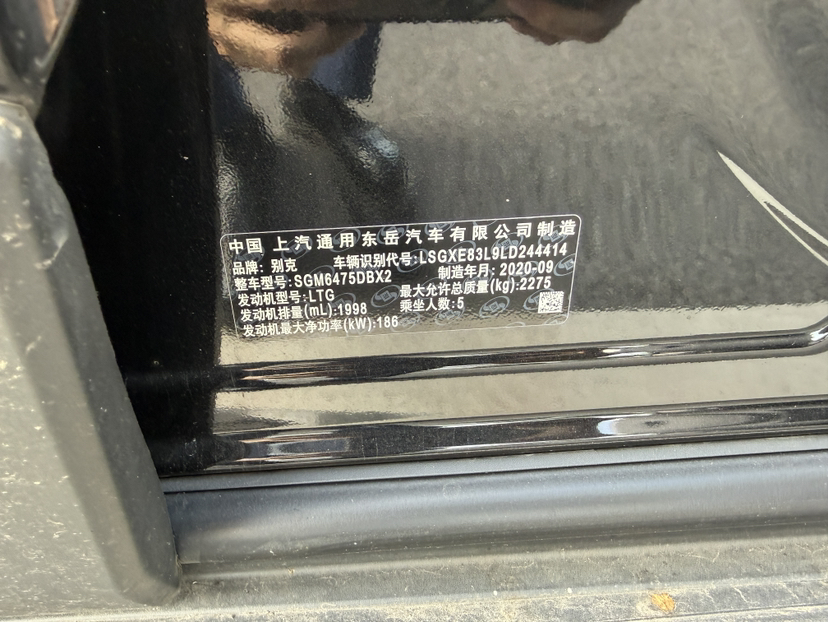 中国 上汽通用东岳汽车有限公司制造
品牌: 别克 车辆识别代号:LSGXE83L9LD244414
整车型号:SGM6475DBX2 制造年月: 2020-09
发动机型号:LTG 最大允许总质量(kg):2275
发动机排量(mL):1998 乘坐人数:5
发动机最大净功率(kW):186